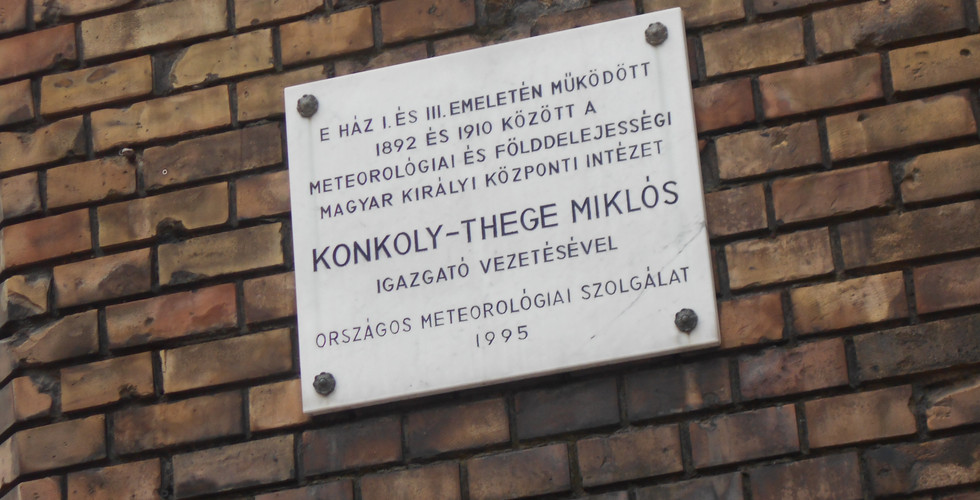 E HÁZ I. ÉS III. EMELETÉN MŰKÖDÖTT
1892 ÉS 1910 KÖZÖTT A
METEOROLÓGIAI ÉS FÖLDDELEJESSÉGI
MAGYAR KIRÁLYI KÖZPONTI INTÉZET
KONKOLY-THEGE MIKLÓS
IGAZGATÓ VEZETÉSÉVEL
ORSZÁGOS METEOROLÓGIAI SZOLGÁLAT
1995